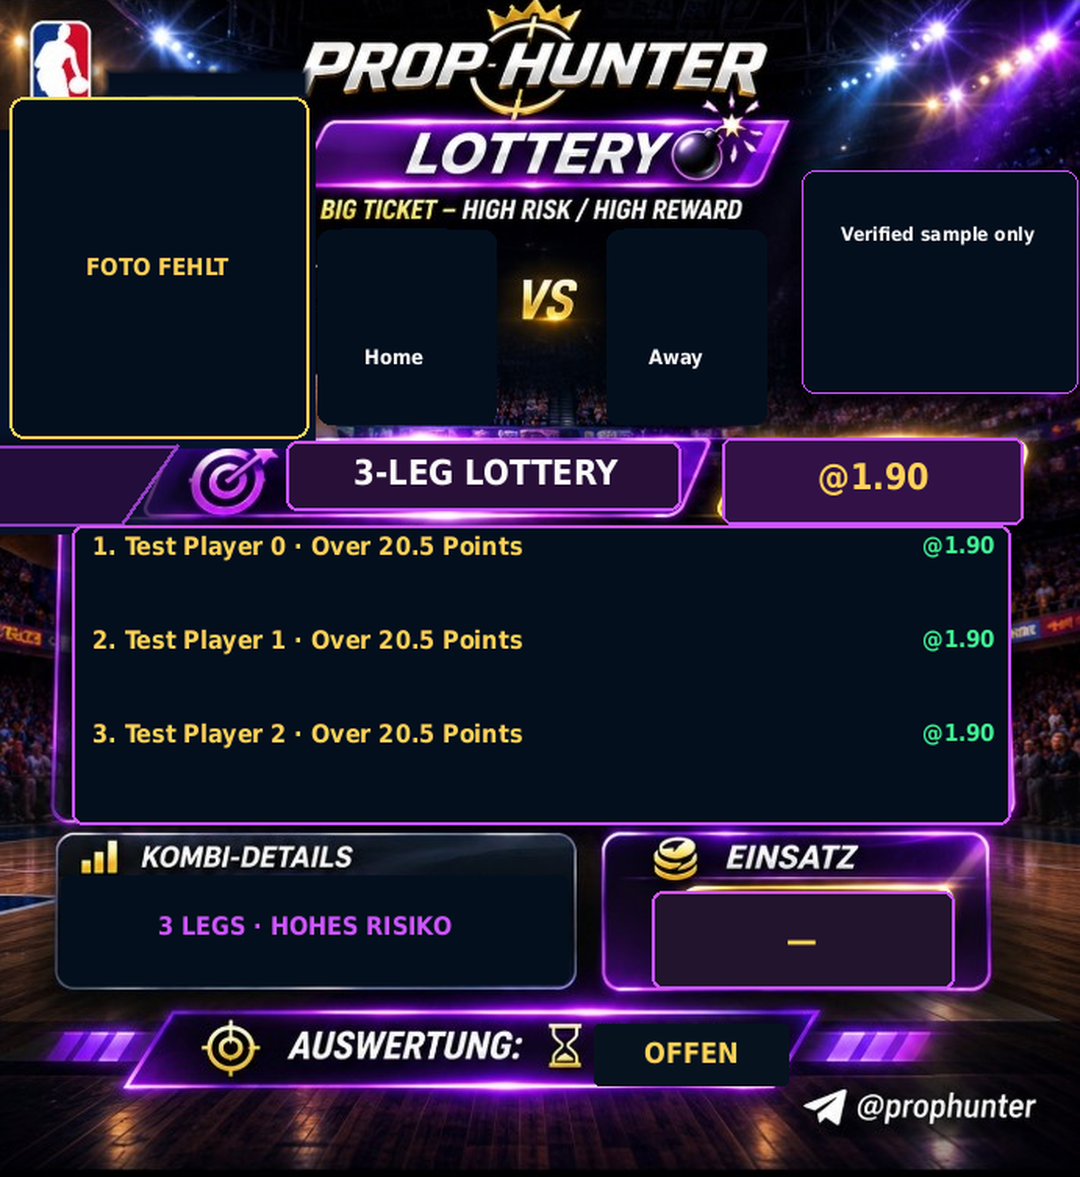 PROP-HUNTER
LOTTERY
BIG TICKET – HIGH RISK / HIGH REWARD
FOTO FEHLT
Verified sample only
VS
Home
Away
3-LEG LOTTERY
@1.90
1. Test Player 0 · Over 20.5 Points
@1.90
2. Test Player 1 · Over 20.5 Points
@1.90
3. Test Player 2 · Over 20.5 Points
@1.90
KOMBI-DETAILS
3 LEGS · HOHES RISIKO
EINSATZ
—
AUSWERTUNG:
OFFEN
@prophunter